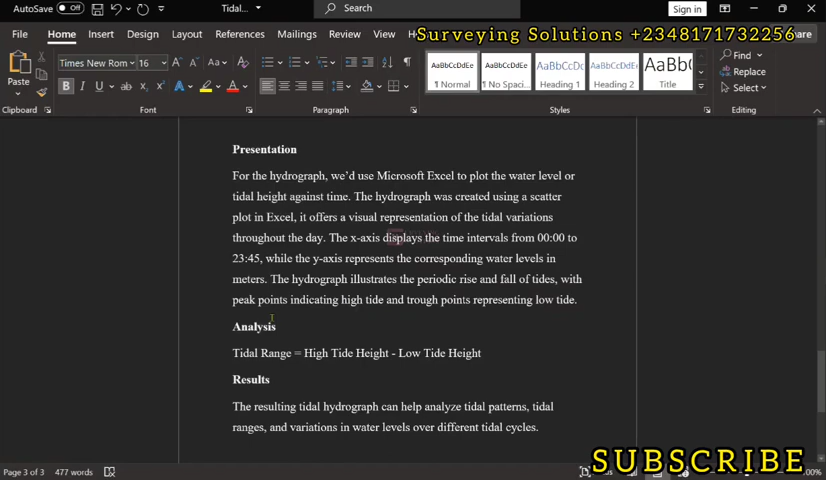 AutoSave Off Tidal... Search Sign in
Surveying Solutions +2348171732256
File Home Insert Design Layout References Mailings Review View
Times New Rom 16 Aa
Paste
B I U ab x₂ x² A A
AaBbCcDdEe AaBbCcDdEe AaBbCcDdEe AaBbCcDdEe AaBbC
¶ Normal ¶ No Spaci... Heading 1 Heading 2 Title
Find
Replace
Select
Clipboard Font Paragraph Styles Editing
Presentation
For the hydrograph, we’d use Microsoft Excel to plot the water level or
tidal height against time. The hydrograph was created using a scatter
plot in Excel, it offers a visual representation of the tidal variations
throughout the day. The x-axis displays the time intervals from 00:00 to
23:45, while the y-axis represents the corresponding water levels in
meters. The hydrograph illustrates the periodic rise and fall of tides, with
peak points indicating high tide and trough points representing low tide.
Analysis
Tidal Range = High Tide Height - Low Tide Height
Results
The resulting tidal hydrograph can help analyze tidal patterns, tidal
ranges, and variations in water levels over different tidal cycles.
SUBSCRIBE
Page 3 of 3 477 words